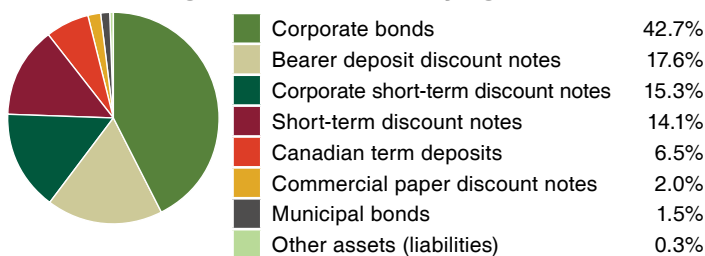 Corporate bonds 42.7%
Bearer deposit discount notes 17.6%
Corporate short-term discount notes 15.3%
Short-term discount notes 14.1%
Canadian term deposits 6.5%
Commercial paper discount notes 2.0%
Municipal bonds 1.5%
Other assets (liabilities) 0.3%